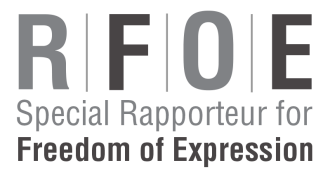 R|F|O|E
Special Rapporteur for
Freedom of Expression